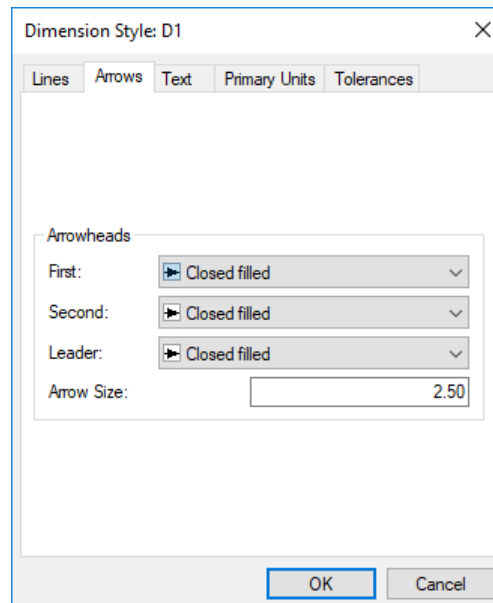 Dimension Style: D1
Lines Arrows Text Primary Units Tolerances
Arrowheads
First: Closed filled
Second: Closed filled
Leader: Closed filled
Arrow Size: 2.50
OK Cancel